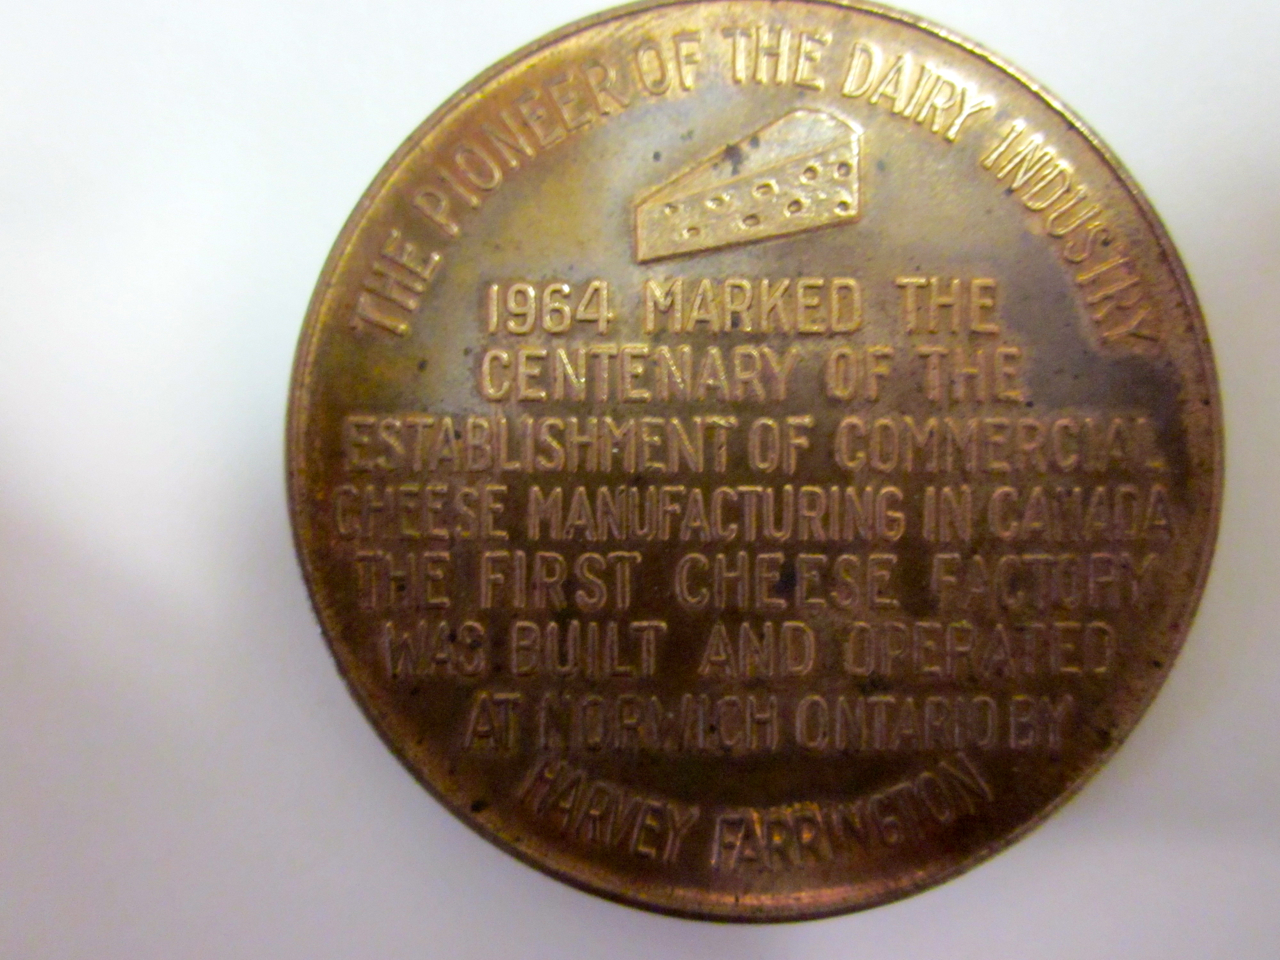 THE PIONEER OF THE DAIRY INDUSTRY
1964 MARKED THE
CENTENARY OF THE
ESTABLISHMENT OF COMMERCIAL
CHEESE MANUFACTURING IN CANADA
THE FIRST CHEESE FACTORY
WAS BUILT AND OPERATED
AT NORWICH ONTARIO BY
HARVEY FARRINGTON